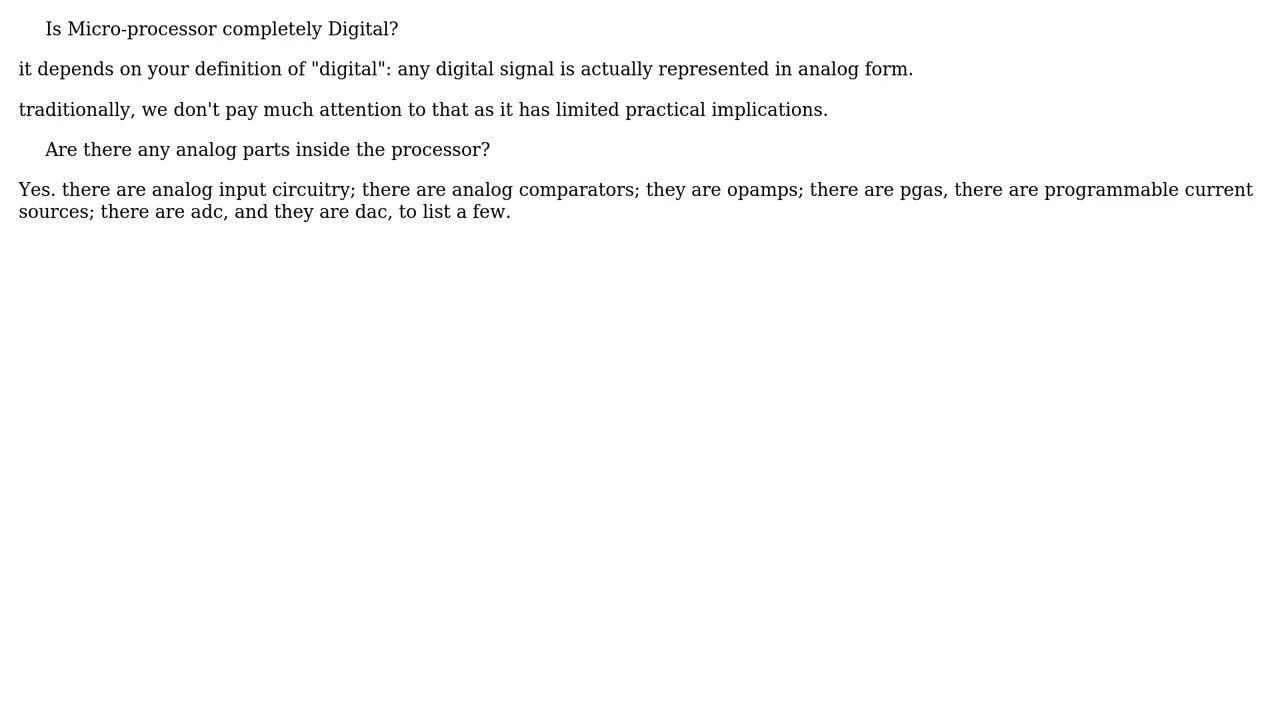 Is Micro-processor completely Digital?
it depends on your definition of "digital": any digital signal is actually represented in analog form.
traditionally, we don't pay much attention to that as it has limited practical implications.
Are there any analog parts inside the processor?
Yes. there are analog input circuitry; there are analog comparators; they are opamps; there are pgas, there are programmable current
sources; there are adc, and they are dac, to list a few.